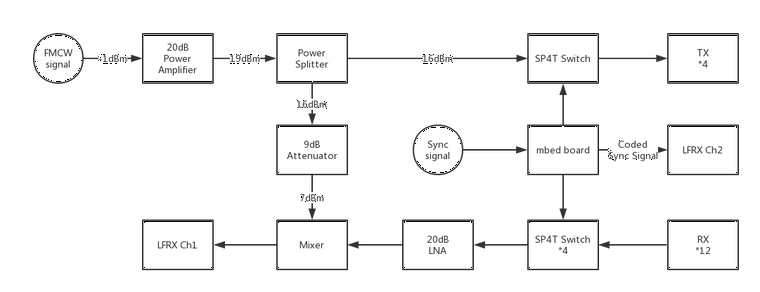 FMCW
signal
-1dBm
20dB
Power
Amplifier
19dBm
Power
Splitter
16dBm
SP4T Switch
TX
*4
16dBm
9dB
Attenuator
Sync
signal
mbed board
Coded
Sync Signal
LFRX Ch2
7dBm
LFRX Ch1
Mixer
20dB
LNA
SP4T Switch
*4
RX
*12